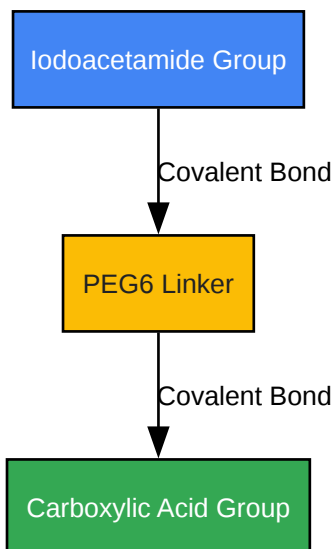 Iodoacetamide Group
Covalent Bond
PEG6 Linker
Covalent Bond
Carboxylic Acid Group